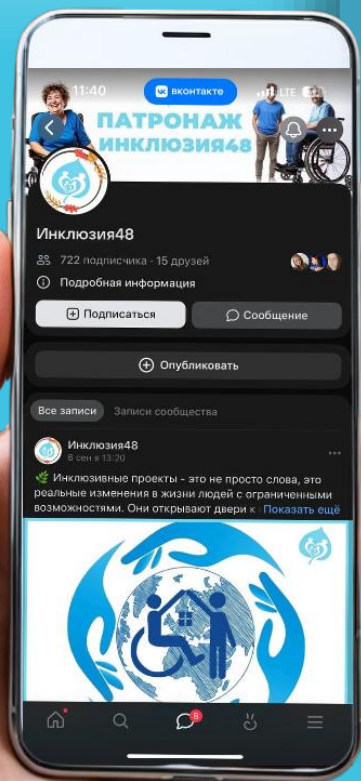 11:40
вконтакте
LTE
ПАТРОНАЖ
ИНКЛЮЗИЯ48
Инклюзия48
722 подписчика · 15 друзей
Подробная информация
Подписаться
Сообщение
Опубликовать
Все записи
Записи сообщества
Инклюзия48
6 сен в 13:20
Инклюзивные проекты - это не просто слова, это
реальные изменения в жизни людей с ограниченными
возможностями. Они открывают двери к
Показать ещё
6